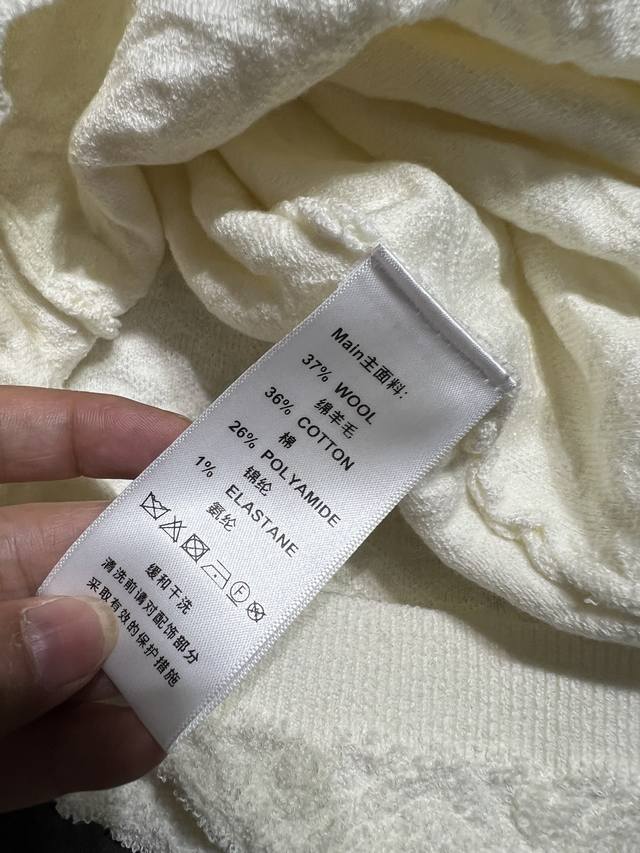 Main主面料:
37% WOOL
绵羊毛
36% COTTON
棉
26% POLYAMIDE
锦纶
1% ELASTANE
氨纶
缓和干洗
清洗前请对配饰部分
采取有效的保护措施